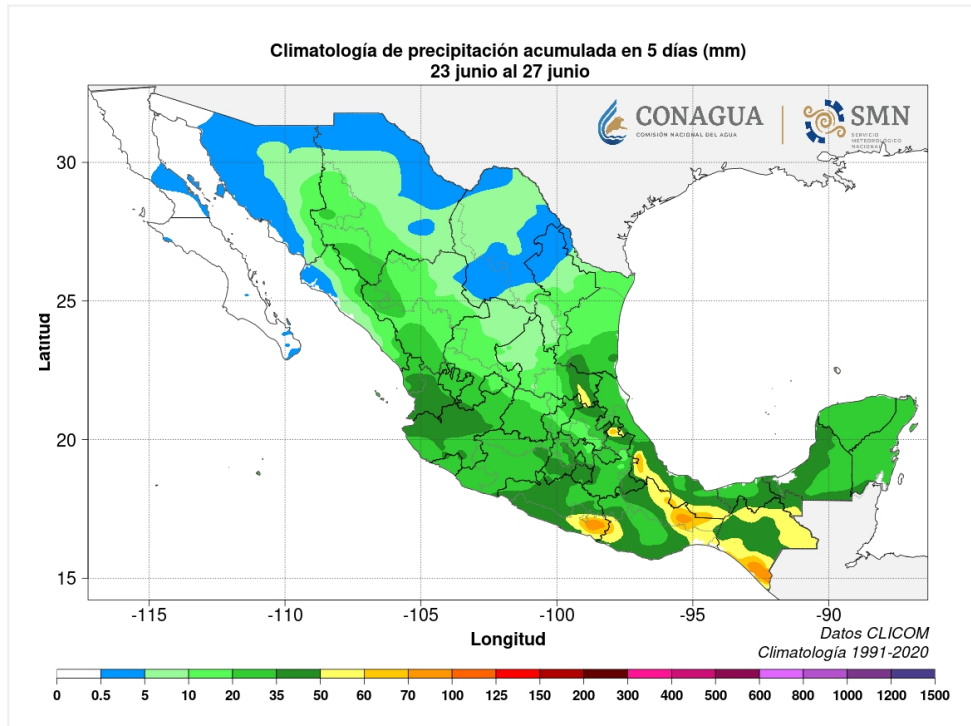 Climatología de precipitación acumulada en 5 días (mm)
23 junio al 27 junio
CONAGUA
COMISIÓN NACIONAL DEL AGUA
SMN
SERVICIO
METEOROLÓGICO
NACIONAL
30
25
20
15
Latitud
-115 -110 -105 -100 -95 -90
Longitud
Datos CLICOM
Climatología 1991-2020
0 0.5 5 10 20 35 50 60 70 100 125 150 200 300 400 500 600 800 1000 1200 1500